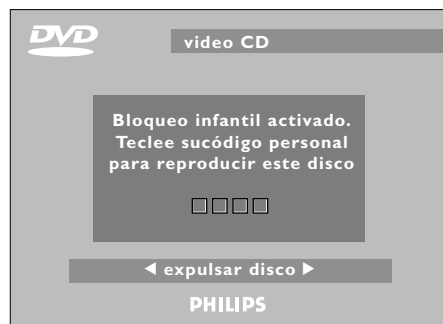 DVD
video CD
Bloqueo infantil activado.
Teclee sucódigo personal
para reproducir este disco
expulsar disco
PHILIPS